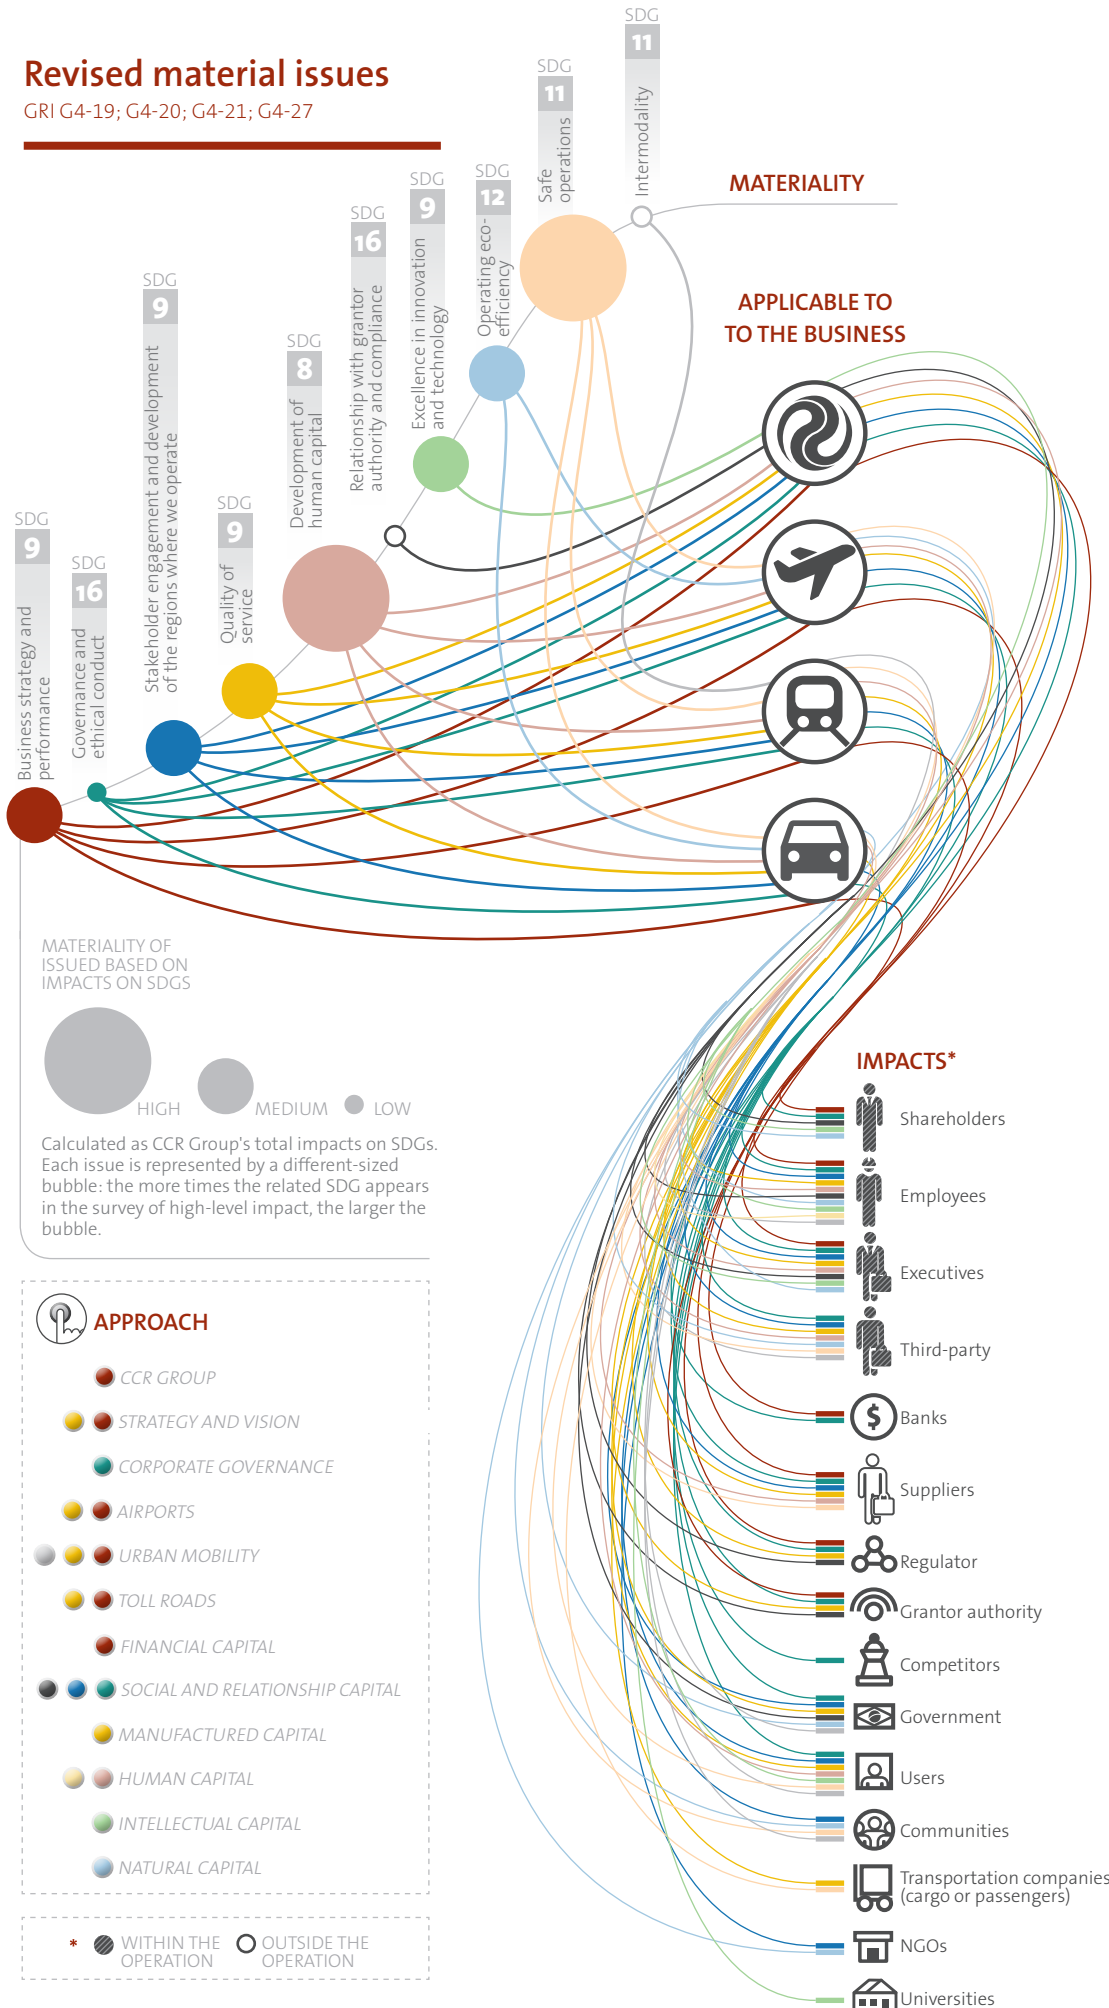 Revised material issues
GRI G4-19; G4-20; G4-21; G4-27
SDG
9
Business strategy and
performance
SDG
16
Governance and
ethical conduct
SDG
9
Stakeholder engagement and development
of the regions where we operate
SDG
9
Quality of
service
SDG
8
Development of
human capital
SDG
16
Relationship with grantor
authority and compliance
SDG
9
Excellence in innovation
and technology
SDG
12
Operating eco-
efficiency
SDG
11
Safe
operations
SDG
11
Intermodality
MATERIALITY
APPLICABLE TO
TO THE BUSINESS
MATERIALITY OF
ISSUED BASED ON
IMPACTS ON SDGS
HIGH
MEDIUM
LOW
Calculated as CCR Group's total impacts on SDGs.
Each issue is represented by a different-sized
bubble: the more times the related SDG appears
in the survey of high-level impact, the larger the
bubble.
APPROACH
CCR GROUP
STRATEGY AND VISION
CORPORATE GOVERNANCE
AIRPORTS
URBAN MOBILITY
TOLL ROADS
FINANCIAL CAPITAL
SOCIAL AND RELATIONSHIP CAPITAL
MANUFACTURED CAPITAL
HUMAN CAPITAL
INTELLECTUAL CAPITAL
NATURAL CAPITAL
* WITHIN THE
OPERATION
OUTSIDE THE
OPERATION
IMPACTS*
Shareholders
Employees
Executives
Third-party
$
Banks
Suppliers
Regulator
Grantor authority
Competitors
Government
Users
Communities
Transportation companies
(cargo or passengers)
NGOs
Universities